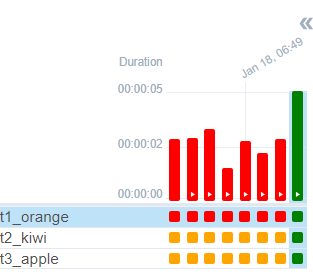 «
Jan 18, 06:49
Duration
00:00:05
00:00:02
00:00:00
t1_orange
t2_kiwi
t3_apple